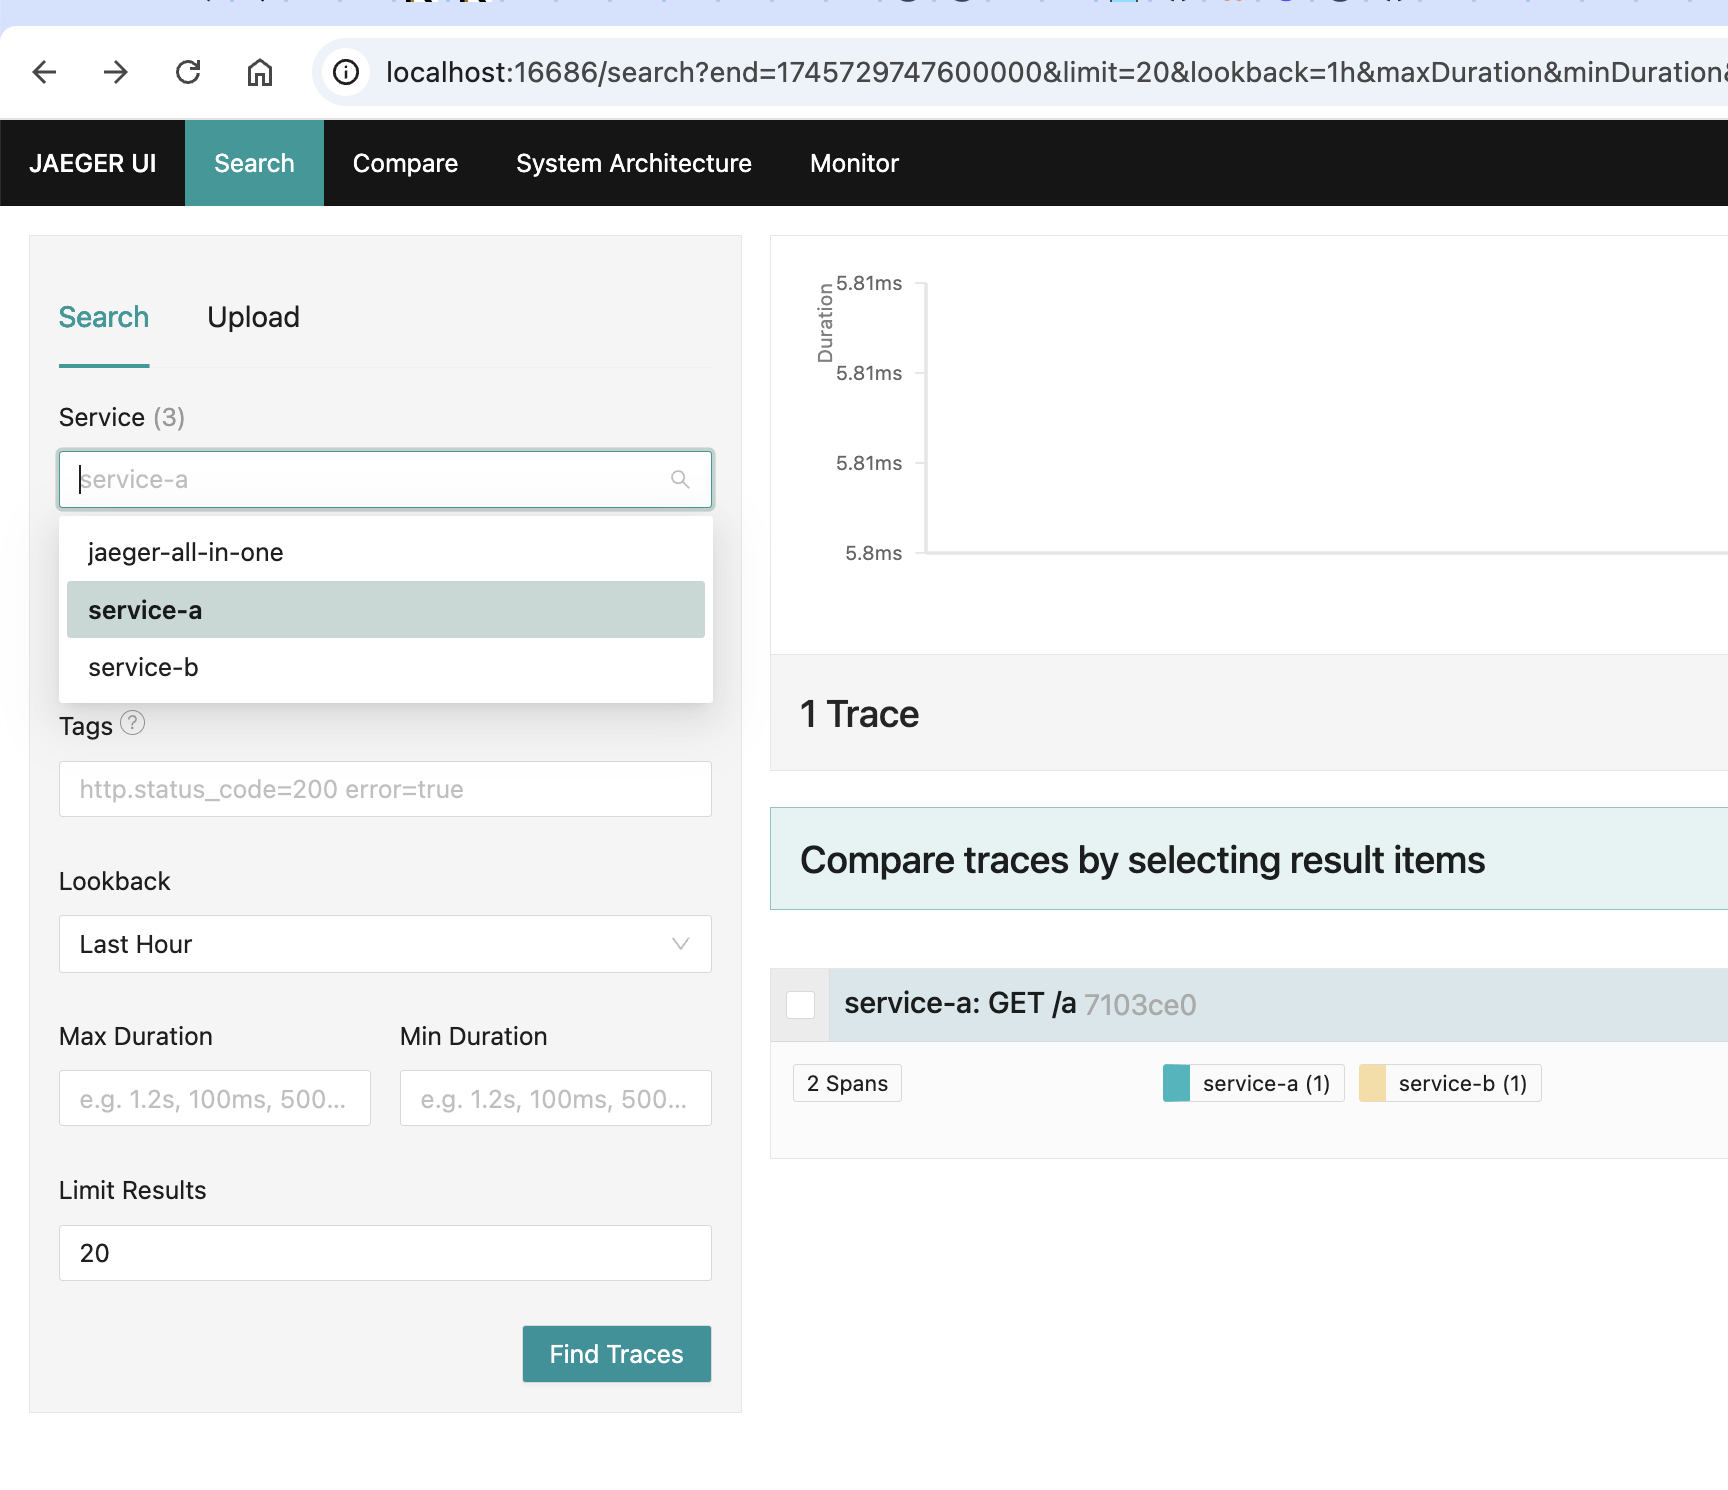 localhost:16686/search?end=1745729747600000&limit=20&lookback=1h&maxDuration&minDuration&
JAEGER UI Search Compare System Architecture Monitor
Search Upload
Service (3)
service-a
jaeger-all-in-one
service-a
service-b
Tags ?
http.status_code=200 error=true
Lookback
Last Hour
Max Duration Min Duration
e.g. 1.2s, 100ms, 500... e.g. 1.2s, 100ms, 500...
Limit Results
20
Find Traces
Duration
5.81ms
5.81ms
5.81ms
5.8ms
1 Trace
Compare traces by selecting result items
service-a: GET /a 7103ce0
2 Spans service-a (1) service-b (1)